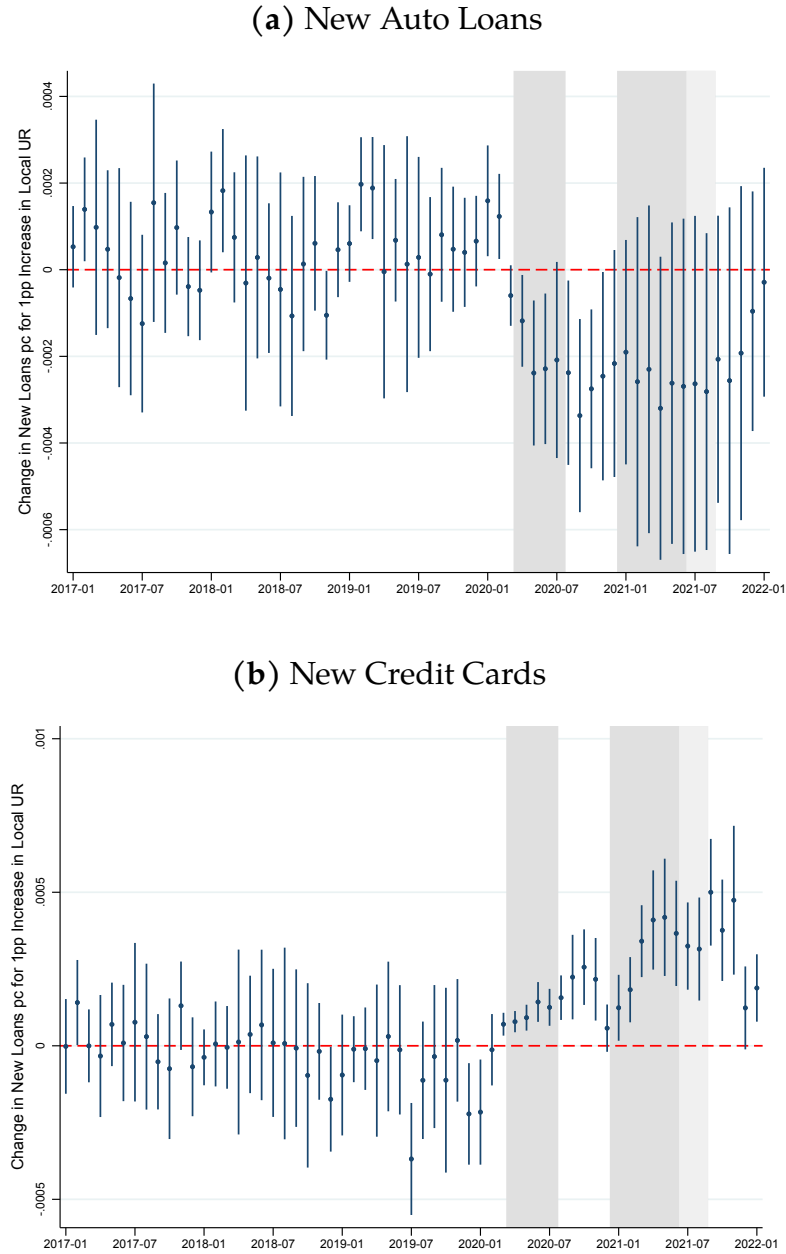 (a) New Auto Loans
Change in New Loans pc for 1pp Increase in Local UR
.0004
.0002
0
-.0002
-.0004
-.0006
2017-01 2017-07 2018-01 2018-07 2019-01 2019-07 2020-01 2020-07 2021-01 2021-07 2022-01
(b) New Credit Cards
Change in New Loans pc for 1pp Increase in Local UR
.001
.0005
0
-.0005
2017-01 2017-07 2018-01 2018-07 2019-01 2019-07 2020-01 2020-07 2021-01 2021-07 2022-01